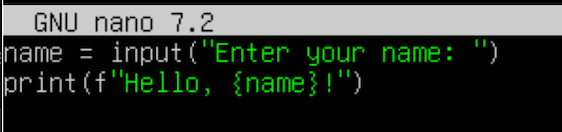 GNU nano 7.2
name = input("Enter your name: ")
print(f"Hello, {name}!")